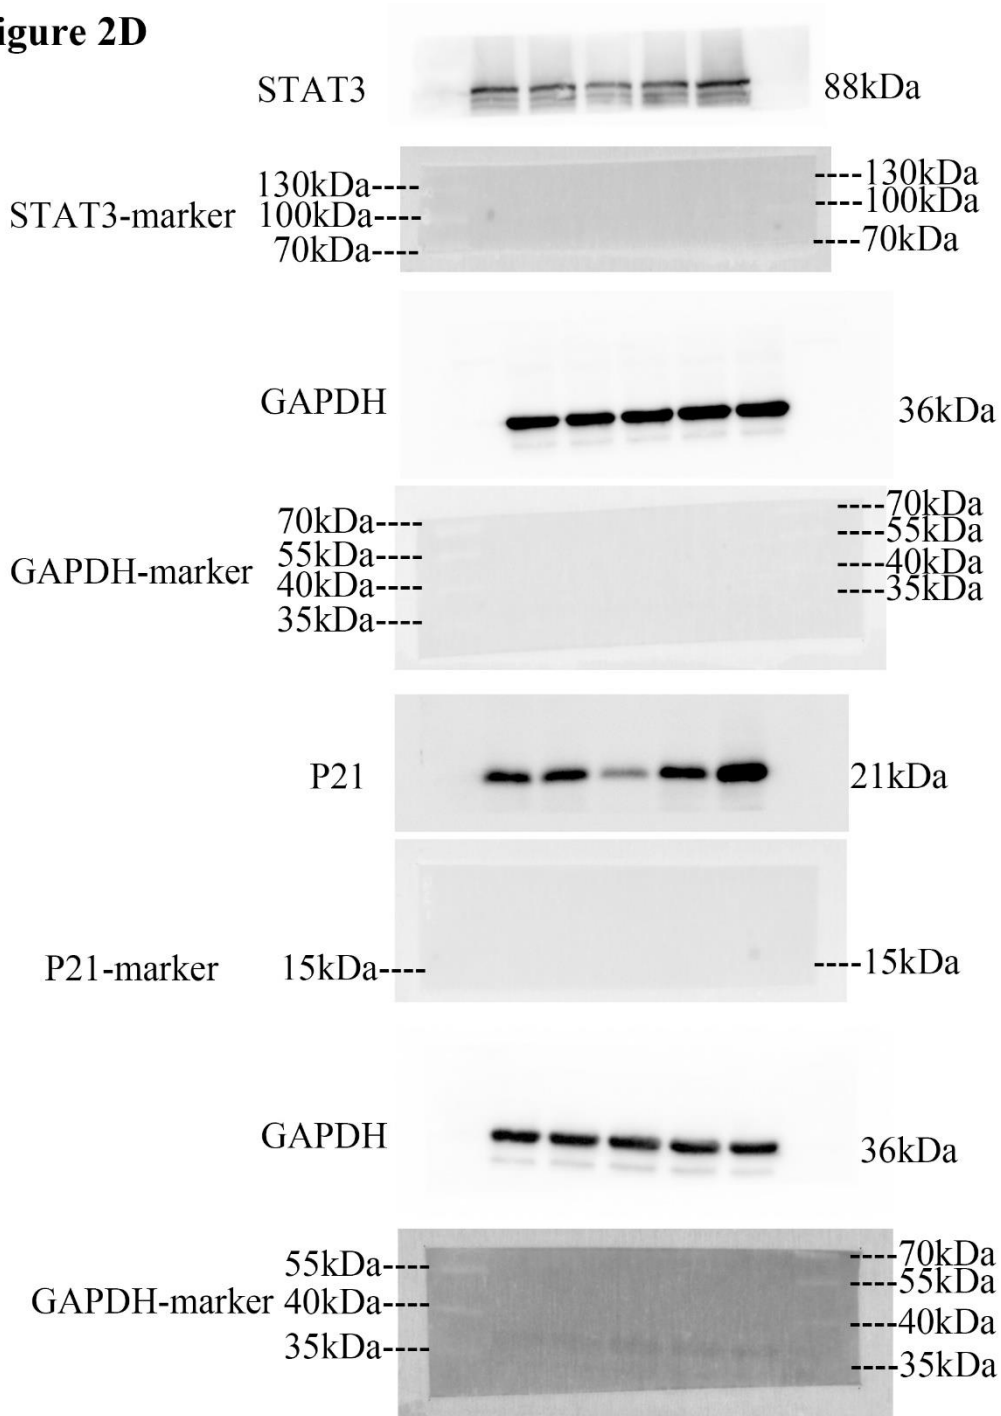 igure 2D
STAT3 88kDa
130kDa---- ----130kDa
STAT3-marker 100kDa---- ----100kDa
70kDa---- ----70kDa
GAPDH 36kDa
70kDa---- ----70kDa
55kDa---- ----55kDa
GAPDH-marker 40kDa---- ----40kDa
35kDa---- ----35kDa
P21 21kDa
P21-marker 15kDa---- ----15kDa
GAPDH 36kDa
----70kDa
55kDa---- ----55kDa
GAPDH-marker 40kDa---- ----40kDa
35kDa---- ----35kDa